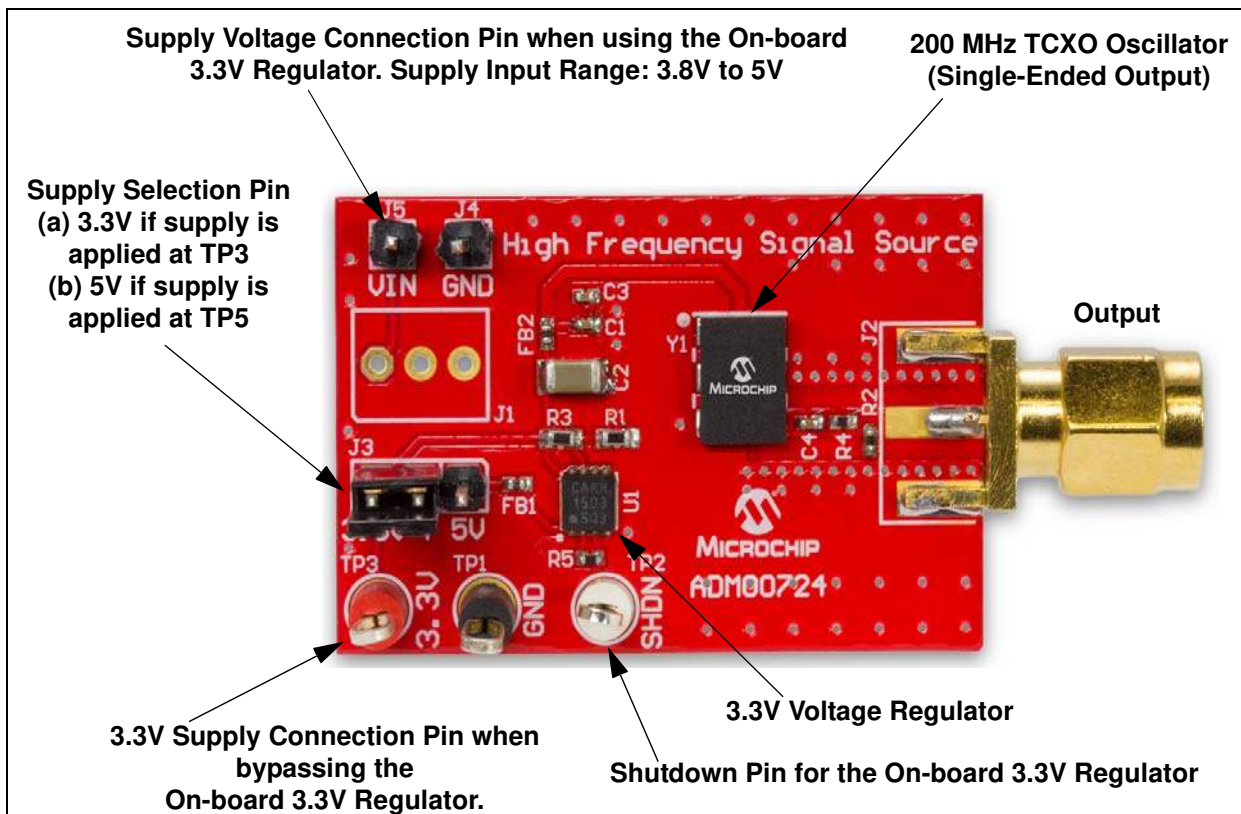 Supply Voltage Connection Pin when using the On-board
3.3V Regulator. Supply Input Range: 3.8V to 5V
200 MHz TCXO Oscillator
(Single-Ended Output)
Supply Selection Pin
(a) 3.3V if supply is
applied at TP3
(b) 5V if supply is
applied at TP5
J5
J4
High Frequency Signal Source
VIN
GND
C3
C1
FB2
C2
Y1
MICROCHIP
J2
Output
J1
R3
R1
R2
C4
R4
J3
5V
FB1
U1
1503
503
R5
MICROCHIP
ADM00724
TP3
3.3V
TP1
GND
TP2
SHDN
3.3V Voltage Regulator
3.3V Supply Connection Pin when
bypassing the
On-board 3.3V Regulator.
Shutdown Pin for the On-board 3.3V Regulator